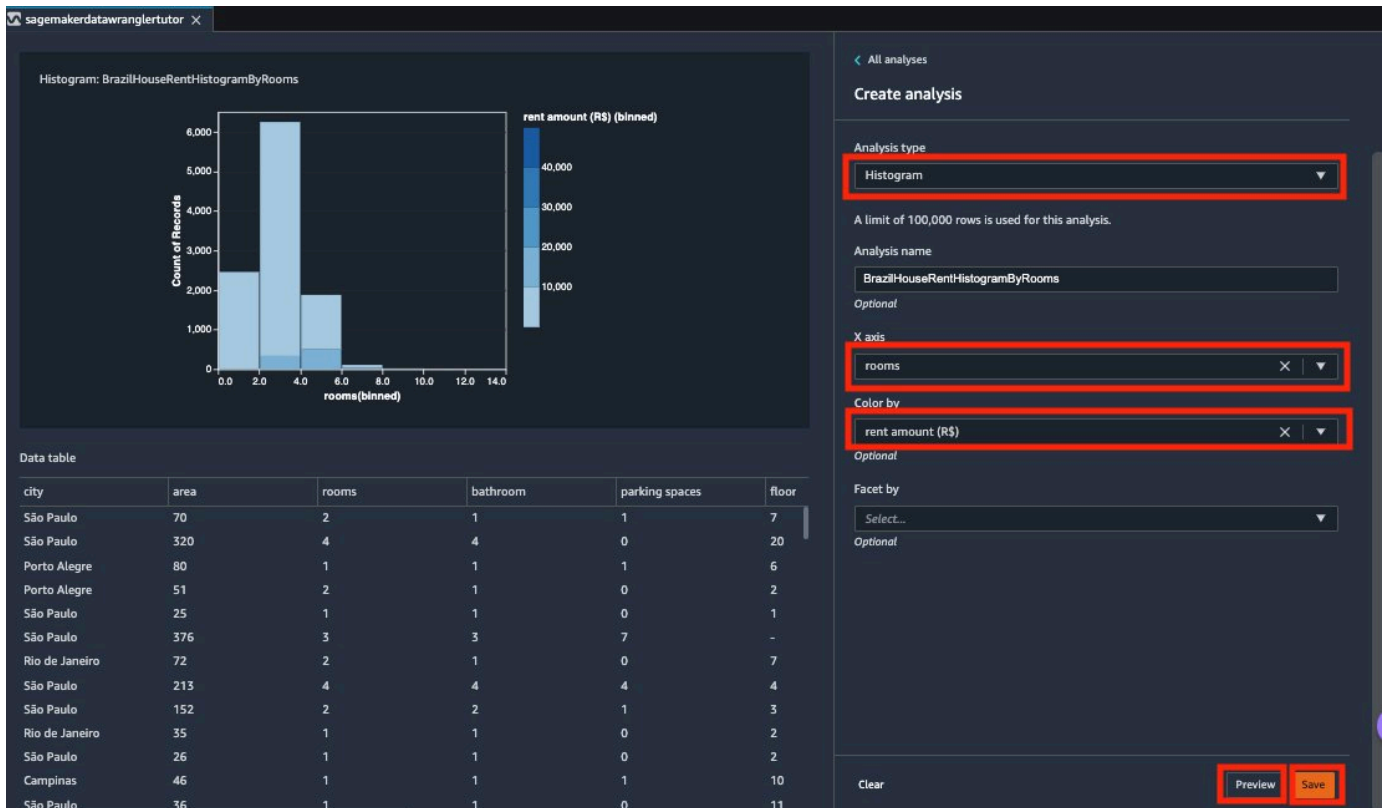 sagemakerdatawranglertutor
Histogram: BrazilHouseRentHistogramByRooms
rent amount (R$) (binned)
40,000
30,000
20,000
10,000
6,000
5,000
4,000
3,000
2,000
1,000
0
Count of Records
0.0 2.0 4.0 6.0 8.0 10.0 12.0 14.0
rooms(binned)
Data table
city area rooms bathroom parking spaces floor
São Paulo 70 2 1 1 7
São Paulo 320 4 4 0 20
Porto Alegre 80 1 1 1 6
Porto Alegre 51 2 1 0 2
São Paulo 25 1 1 0 1
São Paulo 376 3 3 7 -
Rio de Janeiro 72 2 1 0 7
São Paulo 213 4 4 4 4
São Paulo 152 2 2 1 3
Rio de Janeiro 35 1 1 0 2
São Paulo 26 1 1 0 2
Campinas 46 1 1 1 10
São Paulo 36 1 1 0 11
All analyses
Create analysis
Analysis type
Histogram
A limit of 100,000 rows is used for this analysis.
Analysis name
BrazilHouseRentHistogramByRooms
Optional
X axis
rooms
Color by
rent amount (R$)
Optional
Facet by
Select...
Optional
Clear Preview Save